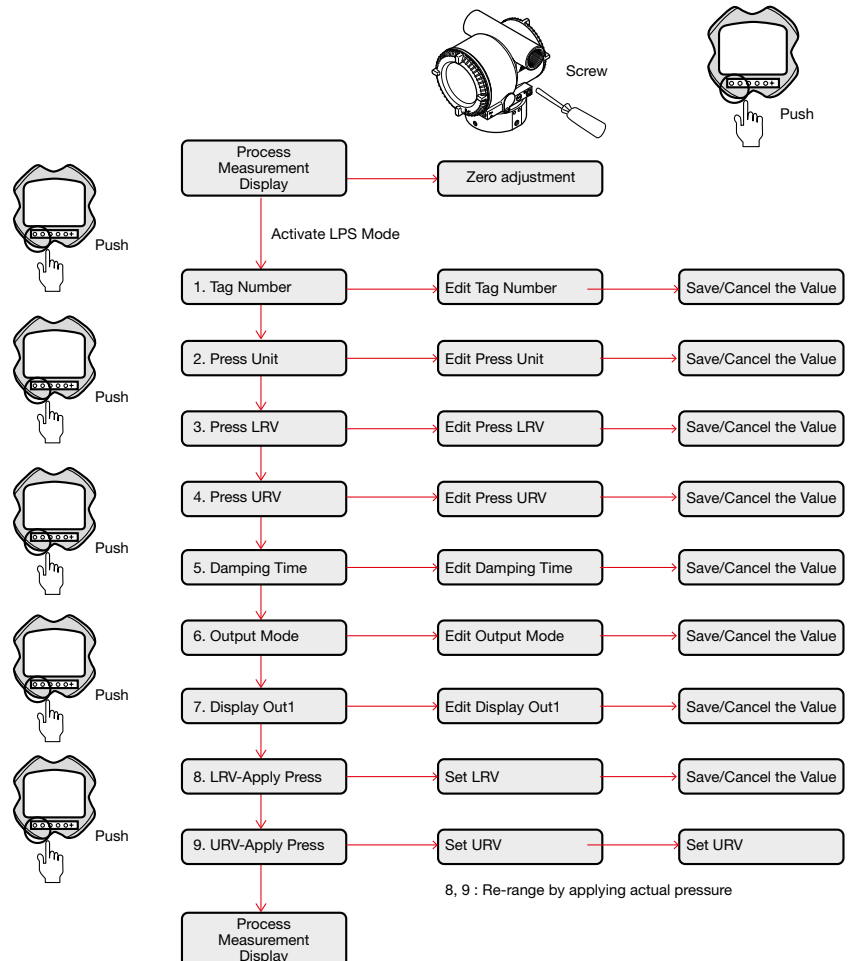 Screw
Push
Process
Measurement
Display
Zero adjustment
Push
Activate LPS Mode
1. Tag Number
Edit Tag Number
Save/Cancel the Value
2. Press Unit
Edit Press Unit
Save/Cancel the Value
Push
3. Press LRV
Edit Press LRV
Save/Cancel the Value
4. Press URV
Edit Press URV
Save/Cancel the Value
Push
5. Damping Time
Edit Damping Time
Save/Cancel the Value
6. Output Mode
Edit Output Mode
Save/Cancel the Value
Push
7. Display Out1
Edit Display Out1
Save/Cancel the Value
8. LRV-Apply Press
Set LRV
Save/Cancel the Value
Push
9. URV-Apply Press
Set URV
Set URV
8, 9 : Re-range by applying actual pressure
Process
Measurement
Display